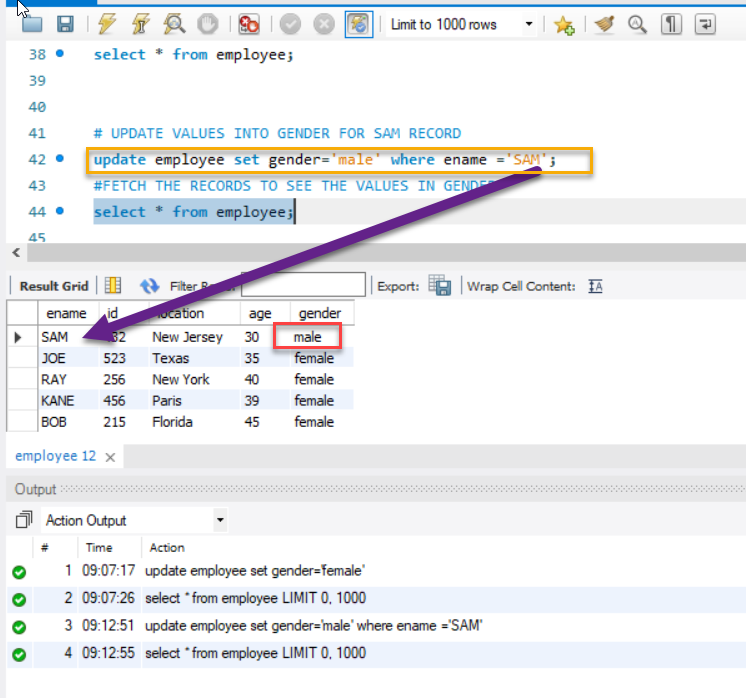 Limit to 1000 rows
38 select * from employee;
39
40
41 # UPDATE VALUES INTO GENDER FOR SAM RECORD
42 update employee set gender='male' where ename ='SAM';
43 #FETCH THE RECORDS TO SEE THE VALUES IN GENDER
44 select * from employee;
45
Result Grid Filter Export: Wrap Cell Content:
ename id location age gender
SAM New Jersey 30 male
JOE 523 Texas 35 female
RAY 256 New York 40 female
KANE 456 Paris 39 female
BOB 215 Florida 45 female
employee 12
Output
Action Output
# Time Action
1 09:07:17 update employee set gender='female'
2 09:07:26 select * from employee LIMIT 0, 1000
3 09:12:51 update employee set gender='male' where ename ='SAM'
4 09:12:55 select * from employee LIMIT 0, 1000